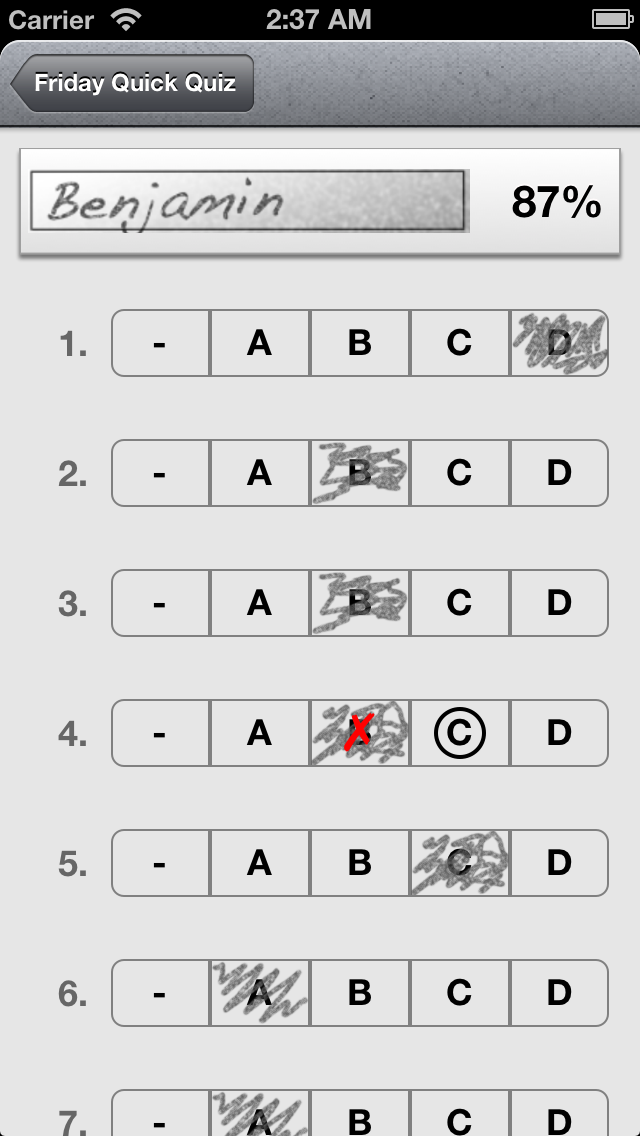 Carrier 2:37 AM
Friday Quick Quiz
Benjamin 87%
1. - A B C D
2. - A B C D
3. - A B C D
4. - A B ✗ C D
5. - A B C D
6. - A B C D
7. - A B C D